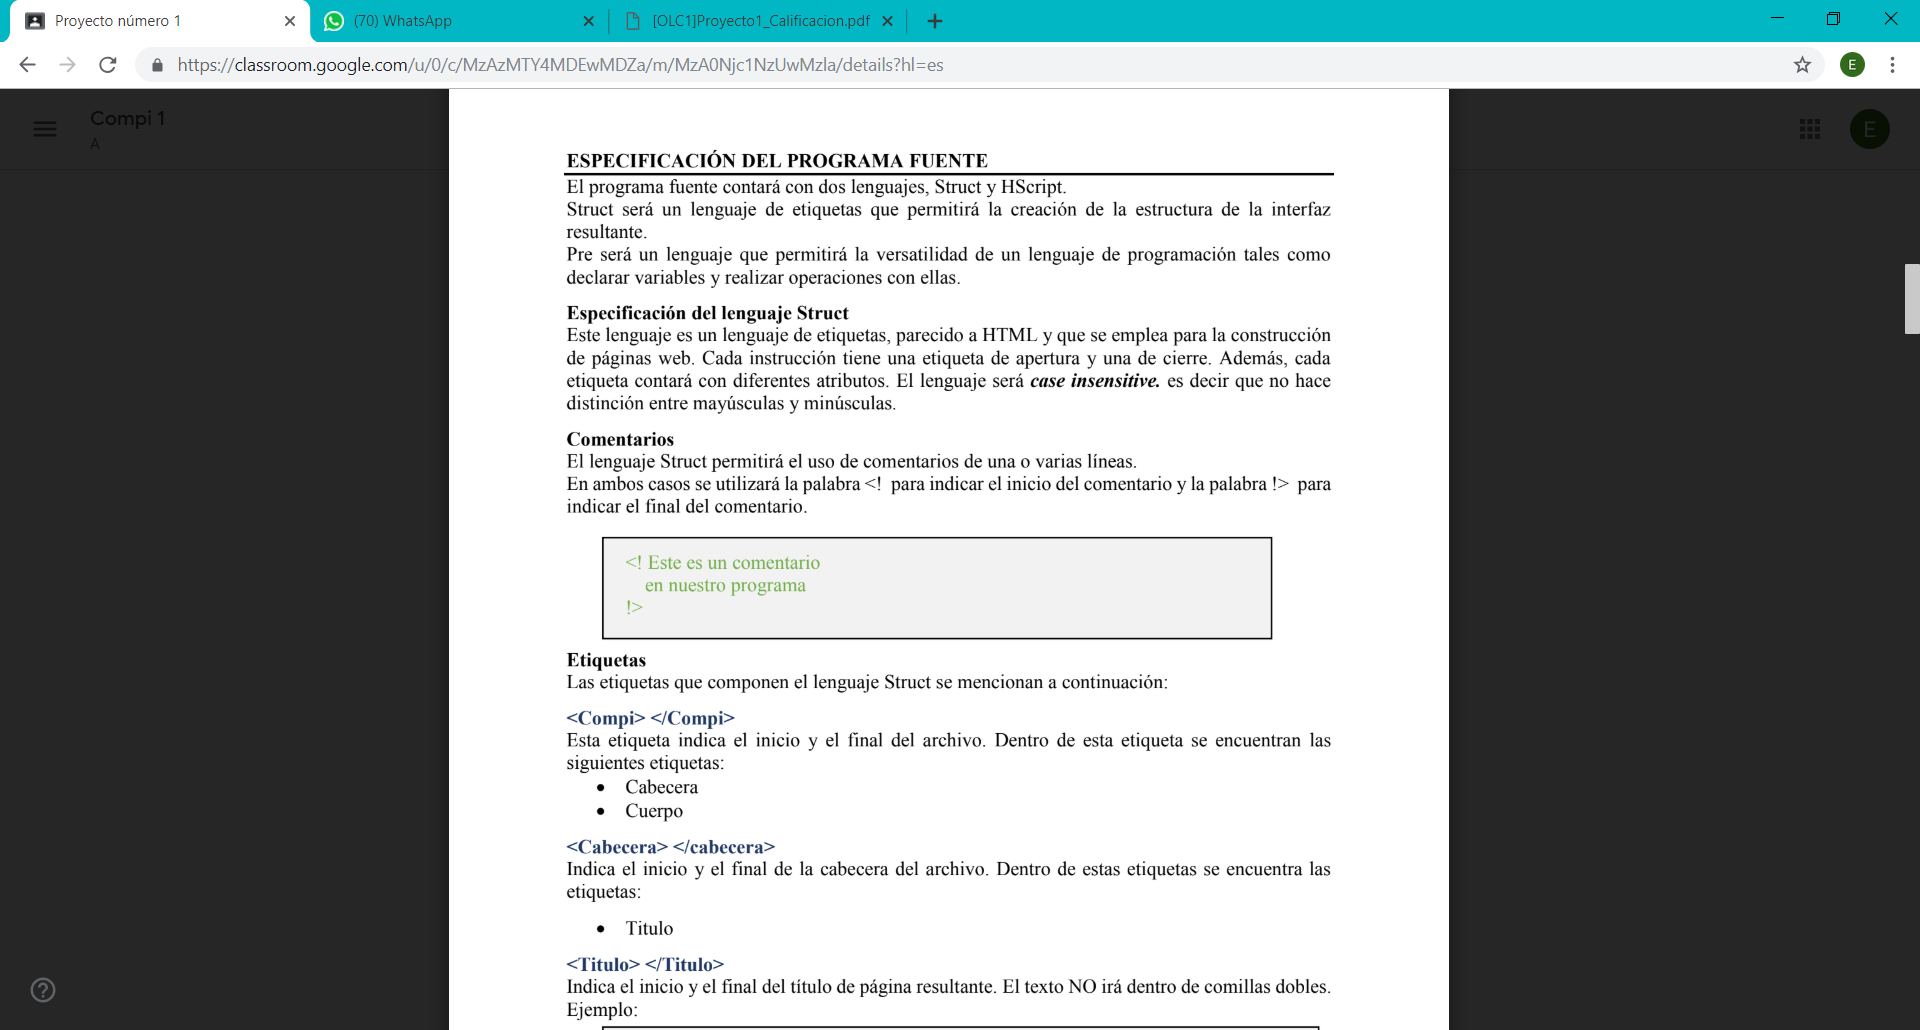 Proyecto número 1
(70) WhatsApp
[OLC1]Proyecto1_Calificacion.pdf
https://classroom.google.com/u/0/c/MzAzMTY4MDEwMDZa/m/MzA0Njc1NzUwMzla/details?hl=es
E
Compi 1
A
E
ESPECIFICACIÓN DEL PROGRAMA FUENTE
El programa fuente contará con dos lenguajes, Struct y HScript.
Struct será un lenguaje de etiquetas que permitirá la creación de la estructura de la interfaz
resultante.
Pre será un lenguaje que permitirá la versatilidad de un lenguaje de programación tales como
declarar variables y realizar operaciones con ellas.
Especificación del lenguaje Struct
Este lenguaje es un lenguaje de etiquetas, parecido a HTML y que se emplea para la construcción
de páginas web. Cada instrucción tiene una etiqueta de apertura y una de cierre. Además, cada
etiqueta contará con diferentes atributos. El lenguaje será case insensitive. es decir que no hace
distinción entre mayúsculas y minúsculas.
Comentarios
El lenguaje Struct permitirá el uso de comentarios de una o varias líneas.
En ambos casos se utilizará la palabra <! para indicar el inicio del comentario y la palabra !> para
indicar el final del comentario.
<! Este es un comentario
en nuestro programa
!>
Etiquetas
Las etiquetas que componen el lenguaje Struct se mencionan a continuación:
<Compi> </Compi>
Esta etiqueta indica el inicio y el final del archivo. Dentro de esta etiqueta se encuentran las
siguientes etiquetas:
• Cabecera
• Cuerpo
<Cabecera> </cabecera>
Indica el inicio y el final de la cabecera del archivo. Dentro de estas etiquetas se encuentra las
etiquetas:
• Titulo
<Titulo> </Titulo>
Indica el inicio y el final del título de página resultante. El texto NO irá dentro de comillas dobles.
Ejemplo: